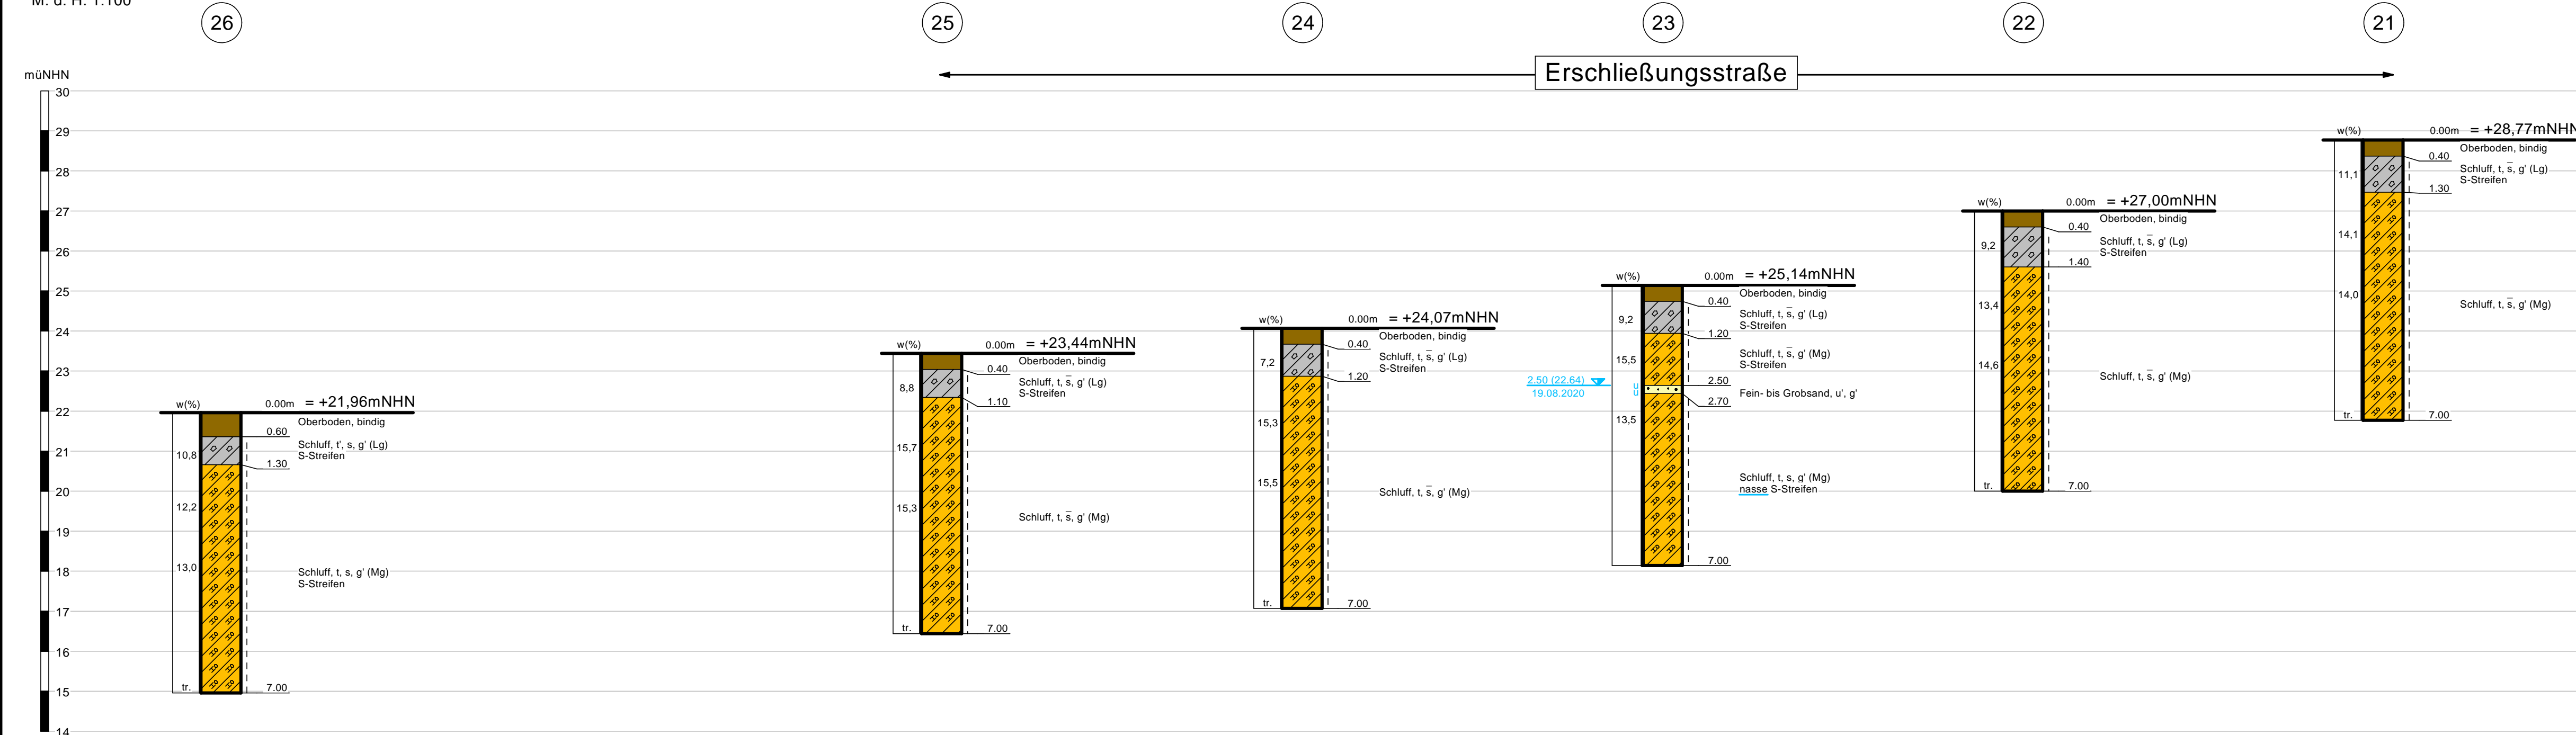 M. d. H. 1:100
26
25
24
23
22
21
Erschließungsstraße
müNHN
30
29
28
27
26
25
24
23
22
21
20
19
18
17
16
15
14
w(%) 0.00m = +21,96mNHN
Oberboden, bindig
0.60
Schluff, t', s, g' (Lg)
S-Streifen
10,8
1.30
12,2
13,0
Schluff, t, s, g' (Mg)
S-Streifen
tr. 7.00
w(%) 0.00m = +23,44mNHN
Oberboden, bindig
0.40
Schluff, t, s̅, g' (Lg)
S-Streifen
8,8
1.10
15,7
15,3
Schluff, t, s̅, g' (Mg)
tr. 7.00
w(%) 0.00m = +24,07mNHN
Oberboden, bindig
0.40
Schluff, t, s̅, g' (Lg)
S-Streifen
7,2
1.20
15,3
15,5
Schluff, t, s̅, g' (Mg)
tr. 7.00
w(%) 0.00m = +25,14mNHN
Oberboden, bindig
0.40
Schluff, t, s̅, g' (Lg)
S-Streifen
9,2
1.20
Schluff, t, s̅, g' (Mg)
S-Streifen
15,5
2.50 (22.64)
19.08.2020
u
u
2.50
Fein- bis Grobsand, u', g'
2.70
13,5
Schluff, t, s, g' (Mg)
nasse S-Streifen
7.00
w(%) 0.00m = +27,00mNHN
Oberboden, bindig
0.40
Schluff, t, s̅, g' (Lg)
S-Streifen
9,2
1.40
13,4
14,6
Schluff, t, s̅, g' (Mg)
tr. 7.00
w(%) 0.00m = +28,77mNHN
Oberboden, bindig
0.40
Schluff, t, s̅, g' (Lg)
S-Streifen
11,1
1.30
14,1
14,0
Schluff, t, s̅, g' (Mg)
tr. 7.00